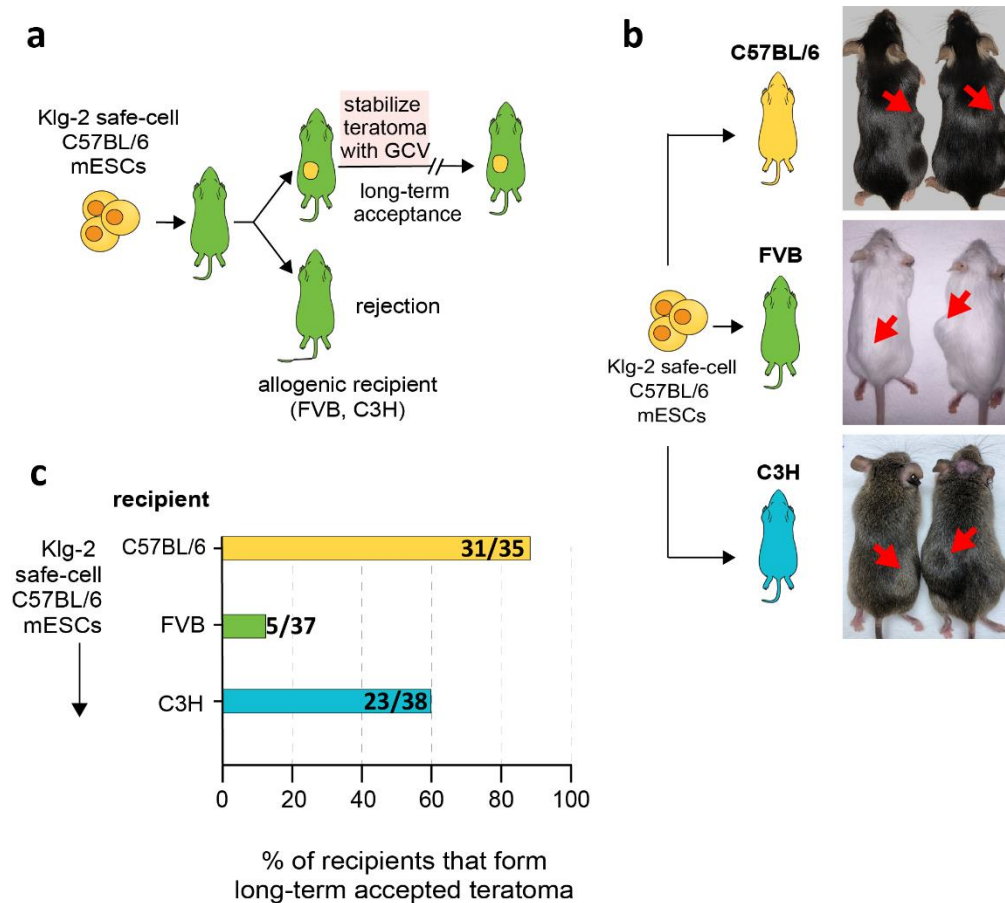 a
Klg-2 safe-cell
C57BL/6
mESCs
stabilize
teratoma
with GCV
long-term
acceptance
rejection
allogenic recipient
(FVB, C3H)
b
C57BL/6
FVB
Klg-2 safe-cell
C57BL/6
mESCs
C3H
c
recipient
Klg-2
safe-cell
C57BL/6
mESCs
C57BL/6
31/35
FVB
5/37
C3H
23/38
0 20 40 60 80 100
% of recipients that form
long-term accepted teratoma